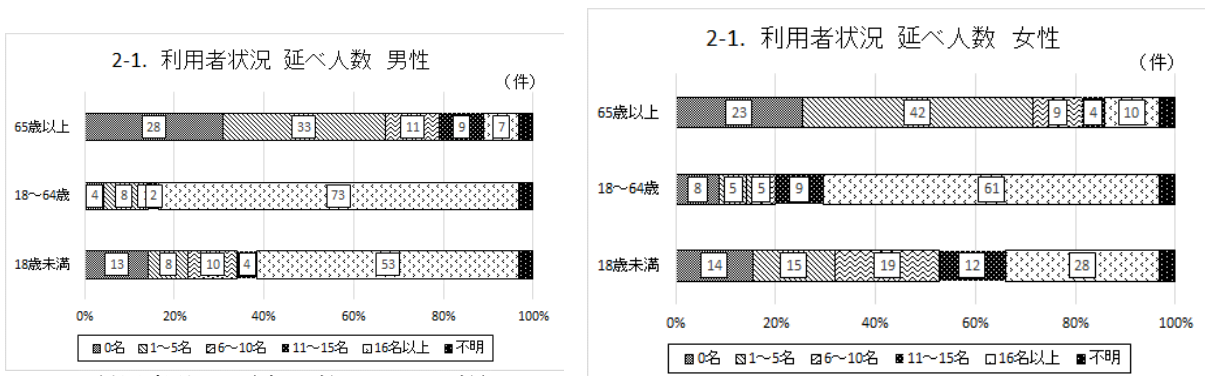 2-1. 利用者状況 延べ人数 男性
（件）
65歳以上 28 33 11 9 7
18～64歳 4 8 2 73
18歳未満 13 8 10 4 53
0% 20% 40% 60% 80% 100%
0名 1～5名 6～10名 11～15名 16名以上 不明
2-1. 利用者状況 延べ人数 女性
（件）
65歳以上 23 42 9 4 10
18～64歳 8 5 5 9 61
18歳未満 14 15 19 12 28
0% 20% 40% 60% 80% 100%
0名 1～5名 6～10名 11～15名 16名以上 不明